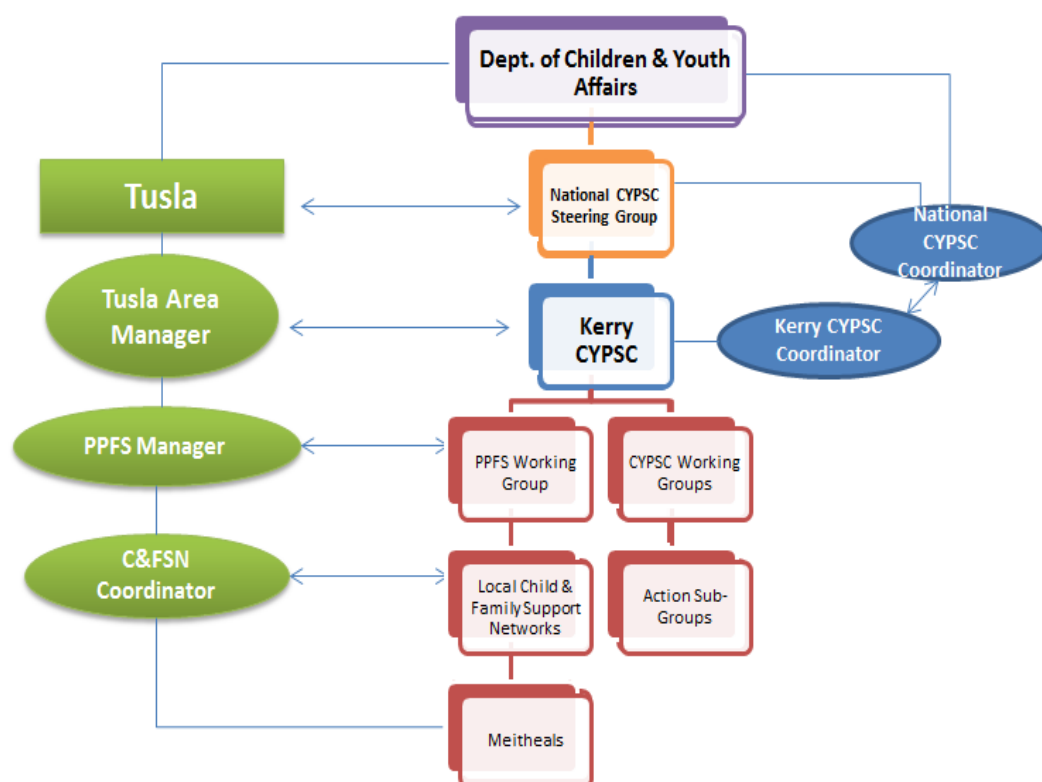 Dept. of Children & Youth
Affairs
Tusla
National CYPSC
Steering Group
National
CYPSC
Coordinator
Tusla Area
Manager
Kerry
CYPSC
Kerry CYPSC
Coordinator
PPFS Manager
PPFS Working
Group
CYPSC Working
Groups
C&FSN
Coordinator
Local Child &
Family Support
Networks
Action Sub-
Groups
Meitheals